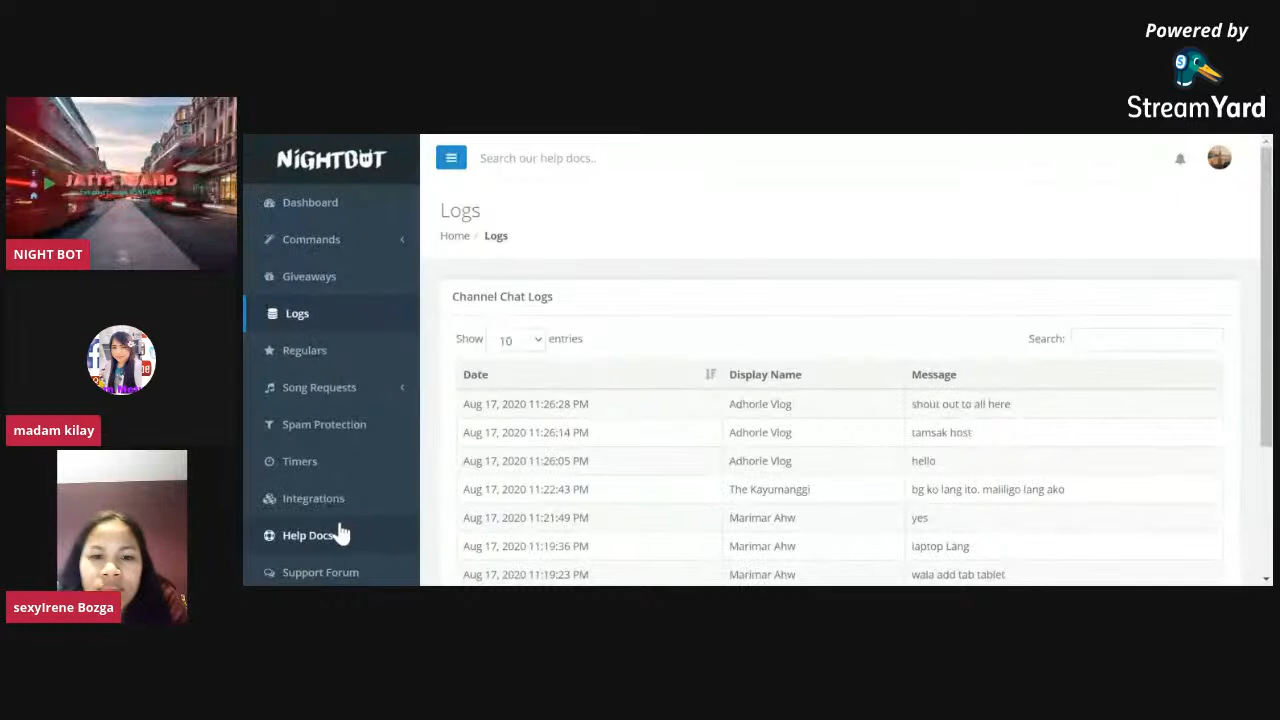 Powered by
StreamYard
JATTS ISLAND
NIGHT BOT
madam kilay
sexyIrene Bozga
NiGHTBOT
Dashboard
Commands
Giveaways
Logs
Regulars
Song Requests
Spam Protection
Timers
Integrations
Help Docs
Support Forum
Search our help docs..
Logs
Home / Logs
Channel Chat Logs
Show 10 entries
Search:
Date Display Name Message
Aug 17, 2020 11:26:28 PM Adhorle Vlog shout out to all here
Aug 17, 2020 11:26:14 PM Adhorle Vlog tamsak host
Aug 17, 2020 11:26:05 PM Adhorle Vlog hello
Aug 17, 2020 11:22:43 PM The Kayumanggi bg ko lang ito. maliligo lang ako
Aug 17, 2020 11:21:49 PM Marimar Ahw yes
Aug 17, 2020 11:19:36 PM Marimar Ahw laptop Lang
Aug 17, 2020 11:19:23 PM Marimar Ahw wala add tab tablet